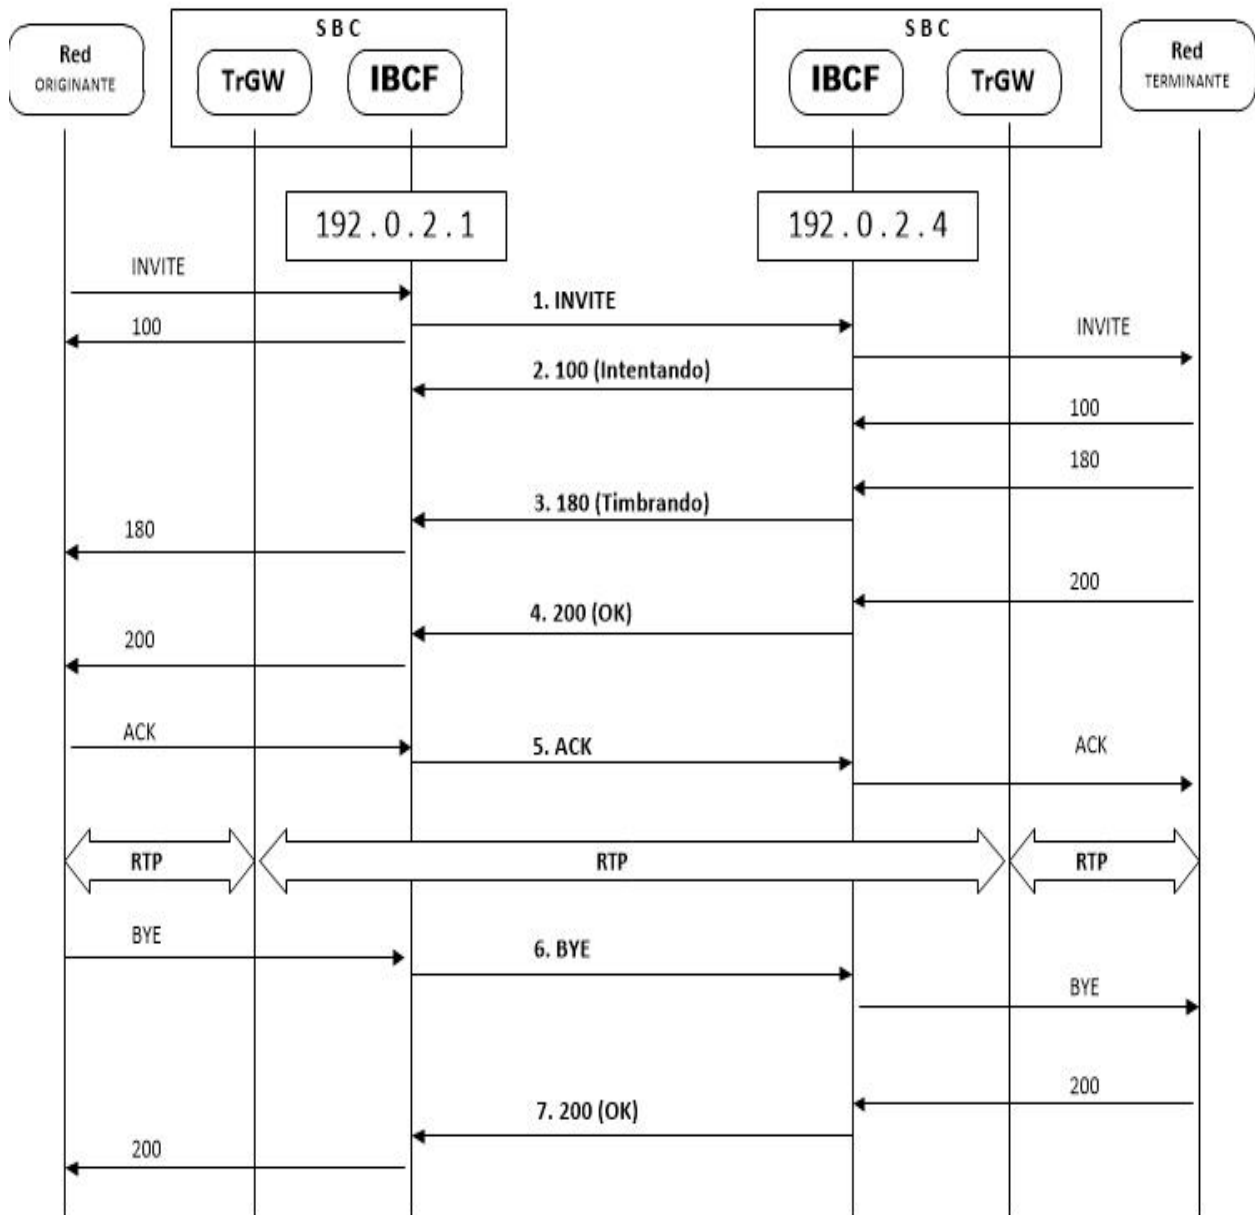 S B C
S B C
Red
ORIGINANTE
TrGW
IBCF
IBCF
TrGW
Red
TERMINANTE
192.0.2.1
192.0.2.4
INVITE
1. INVITE
100
INVITE
2. 100 (Intentando)
100
180
3. 180 (Timbrando)
180
200
4. 200 (OK)
200
ACK
5. ACK
ACK
RTP
RTP
RTP
BYE
6. BYE
BYE
200
7. 200 (OK)
200